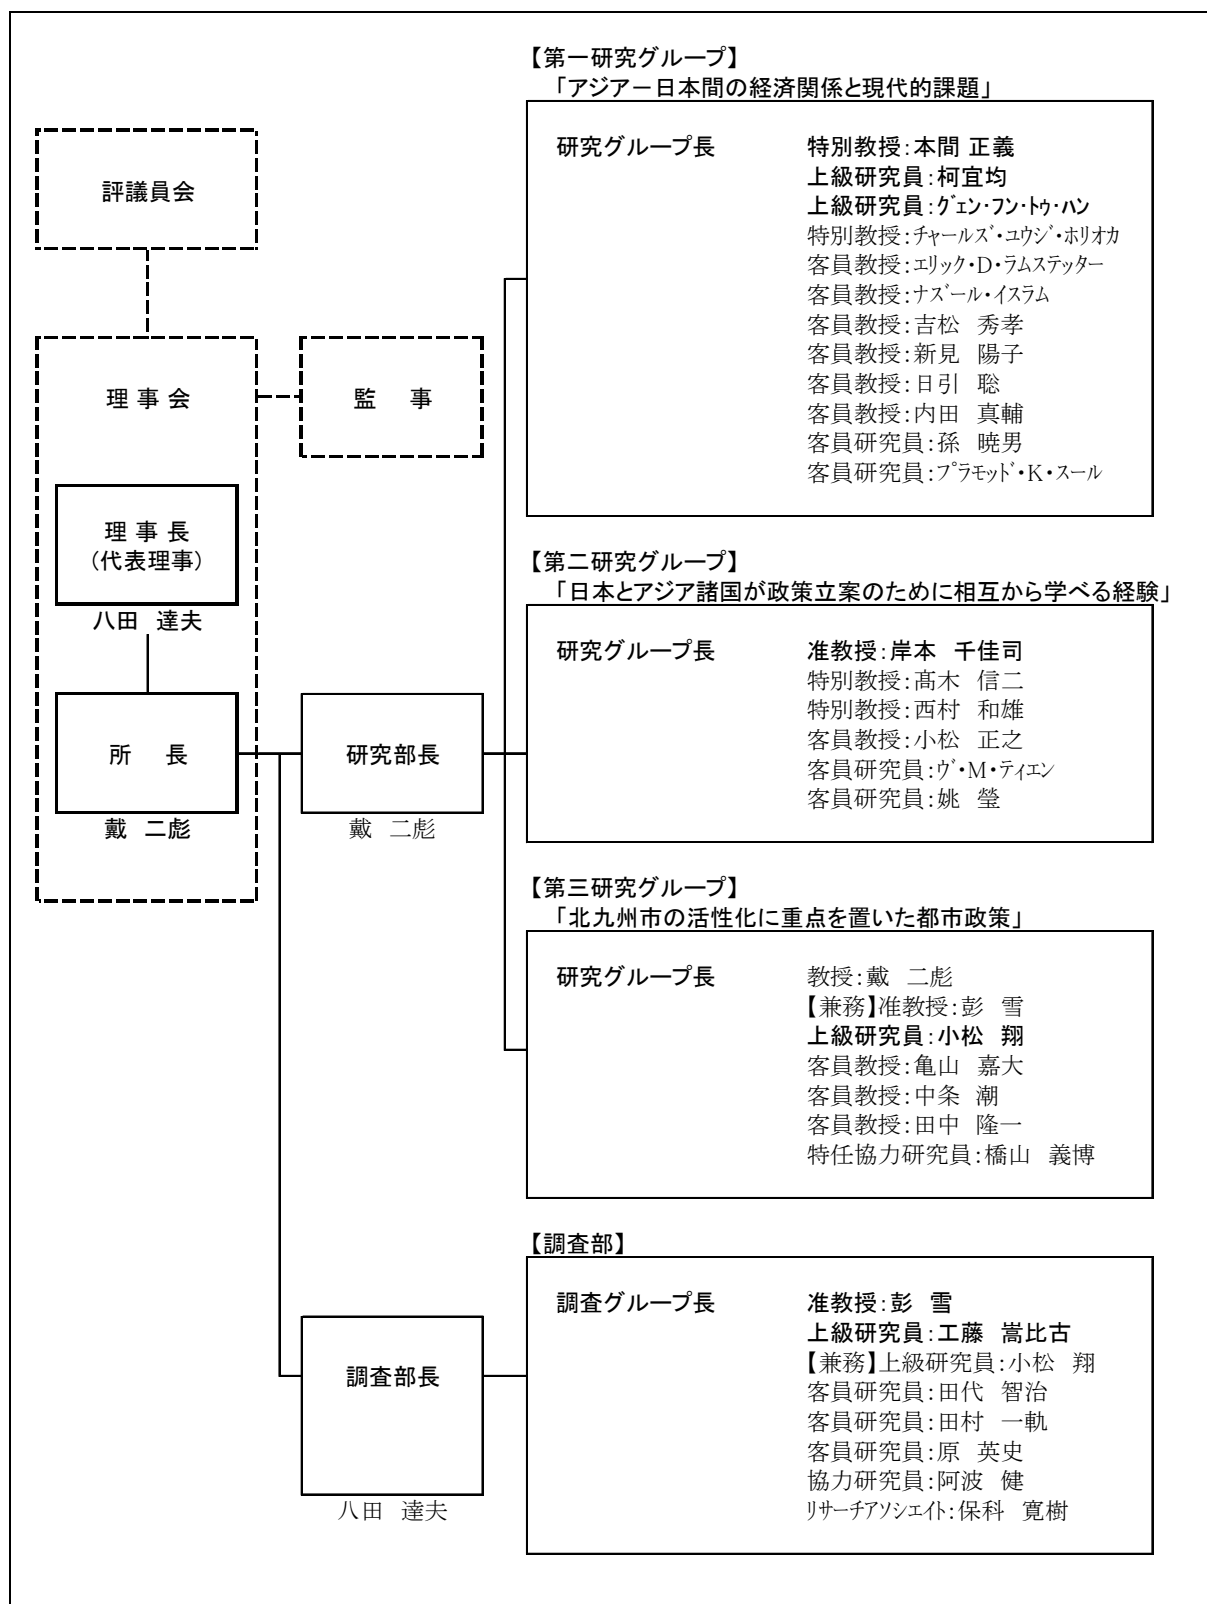 評議員会
理事会
監　事
理事長
(代表理事)
八田　達夫
所　長
戴　二彪
研究部長
戴　二彪
調査部長
八田　達夫
【第一研究グループ】
「アジアー日本間の経済関係と現代的課題」
研究グループ長　特別教授：本間 正義
上級研究員：柯宜均
上級研究員：グェン・フン・トゥ・ハン
特別教授：チャールズ・ユウジ・ホリオカ
客員教授：エリック・D・ラムステッター
客員教授：ナズール・イスラム
客員教授：吉松　秀孝
客員教授：新見　陽子
客員教授：日引　聡
客員教授：内田　真輔
客員研究員：孫　暁男
客員研究員：プラモッド・K・スール
【第二研究グループ】
「日本とアジア諸国が政策立案のために相互から学べる経験」
研究グループ長　准教授：岸本　千佳司
特別教授：髙木　信二
特別教授：西村　和雄
客員教授：小松　正之
客員研究員：ヴ・M・ティエン
客員研究員：姚　瑩
【第三研究グループ】
「北九州市の活性化に重点を置いた都市政策」
研究グループ長　教授：戴　二彪
【兼務】准教授：彭　雪
上級研究員：小松　翔
客員教授：亀山　嘉大
客員教授：中条　潮
客員教授：田中　隆一
特任協力研究員：橋山　義博
【調査部】
調査グループ長　准教授：彭　雪
上級研究員：工藤　嵩比古
【兼務】上級研究員：小松　翔
客員研究員：田代　智治
客員研究員：田村　一軌
客員研究員：原　英史
協力研究員：阿波　健
リサーチアソシエイト：保科　寛樹